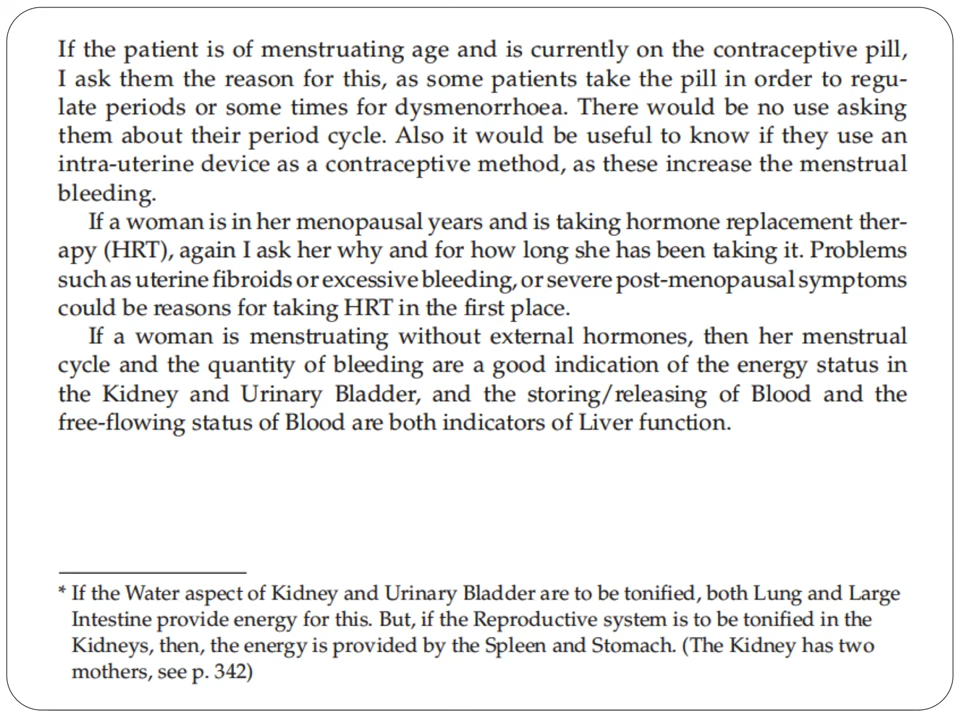 If the patient is of menstruating age and is currently on the contraceptive pill,
I ask them the reason for this, as some patients take the pill in order to regu-
late periods or some times for dysmenorrhoea. There would be no use asking
them about their period cycle. Also it would be useful to know if they use an
intra-uterine device as a contraceptive method, as these increase the menstrual
bleeding.
If a woman is in her menopausal years and is taking hormone replacement ther-
apy (HRT), again I ask her why and for how long she has been taking it. Problems
such as uterine fibroids or excessive bleeding, or severe post-menopausal symptoms
could be reasons for taking HRT in the first place.
If a woman is menstruating without external hormones, then her menstrual
cycle and the quantity of bleeding are a good indication of the energy status in
the Kidney and Urinary Bladder, and the storing/releasing of Blood and the
free-flowing status of Blood are both indicators of Liver function.
* If the Water aspect of Kidney and Urinary Bladder are to be tonified, both Lung and Large
Intestine provide energy for this. But, if the Reproductive system is to be tonified in the
Kidneys, then, the energy is provided by the Spleen and Stomach. (The Kidney has two
mothers, see p. 342)